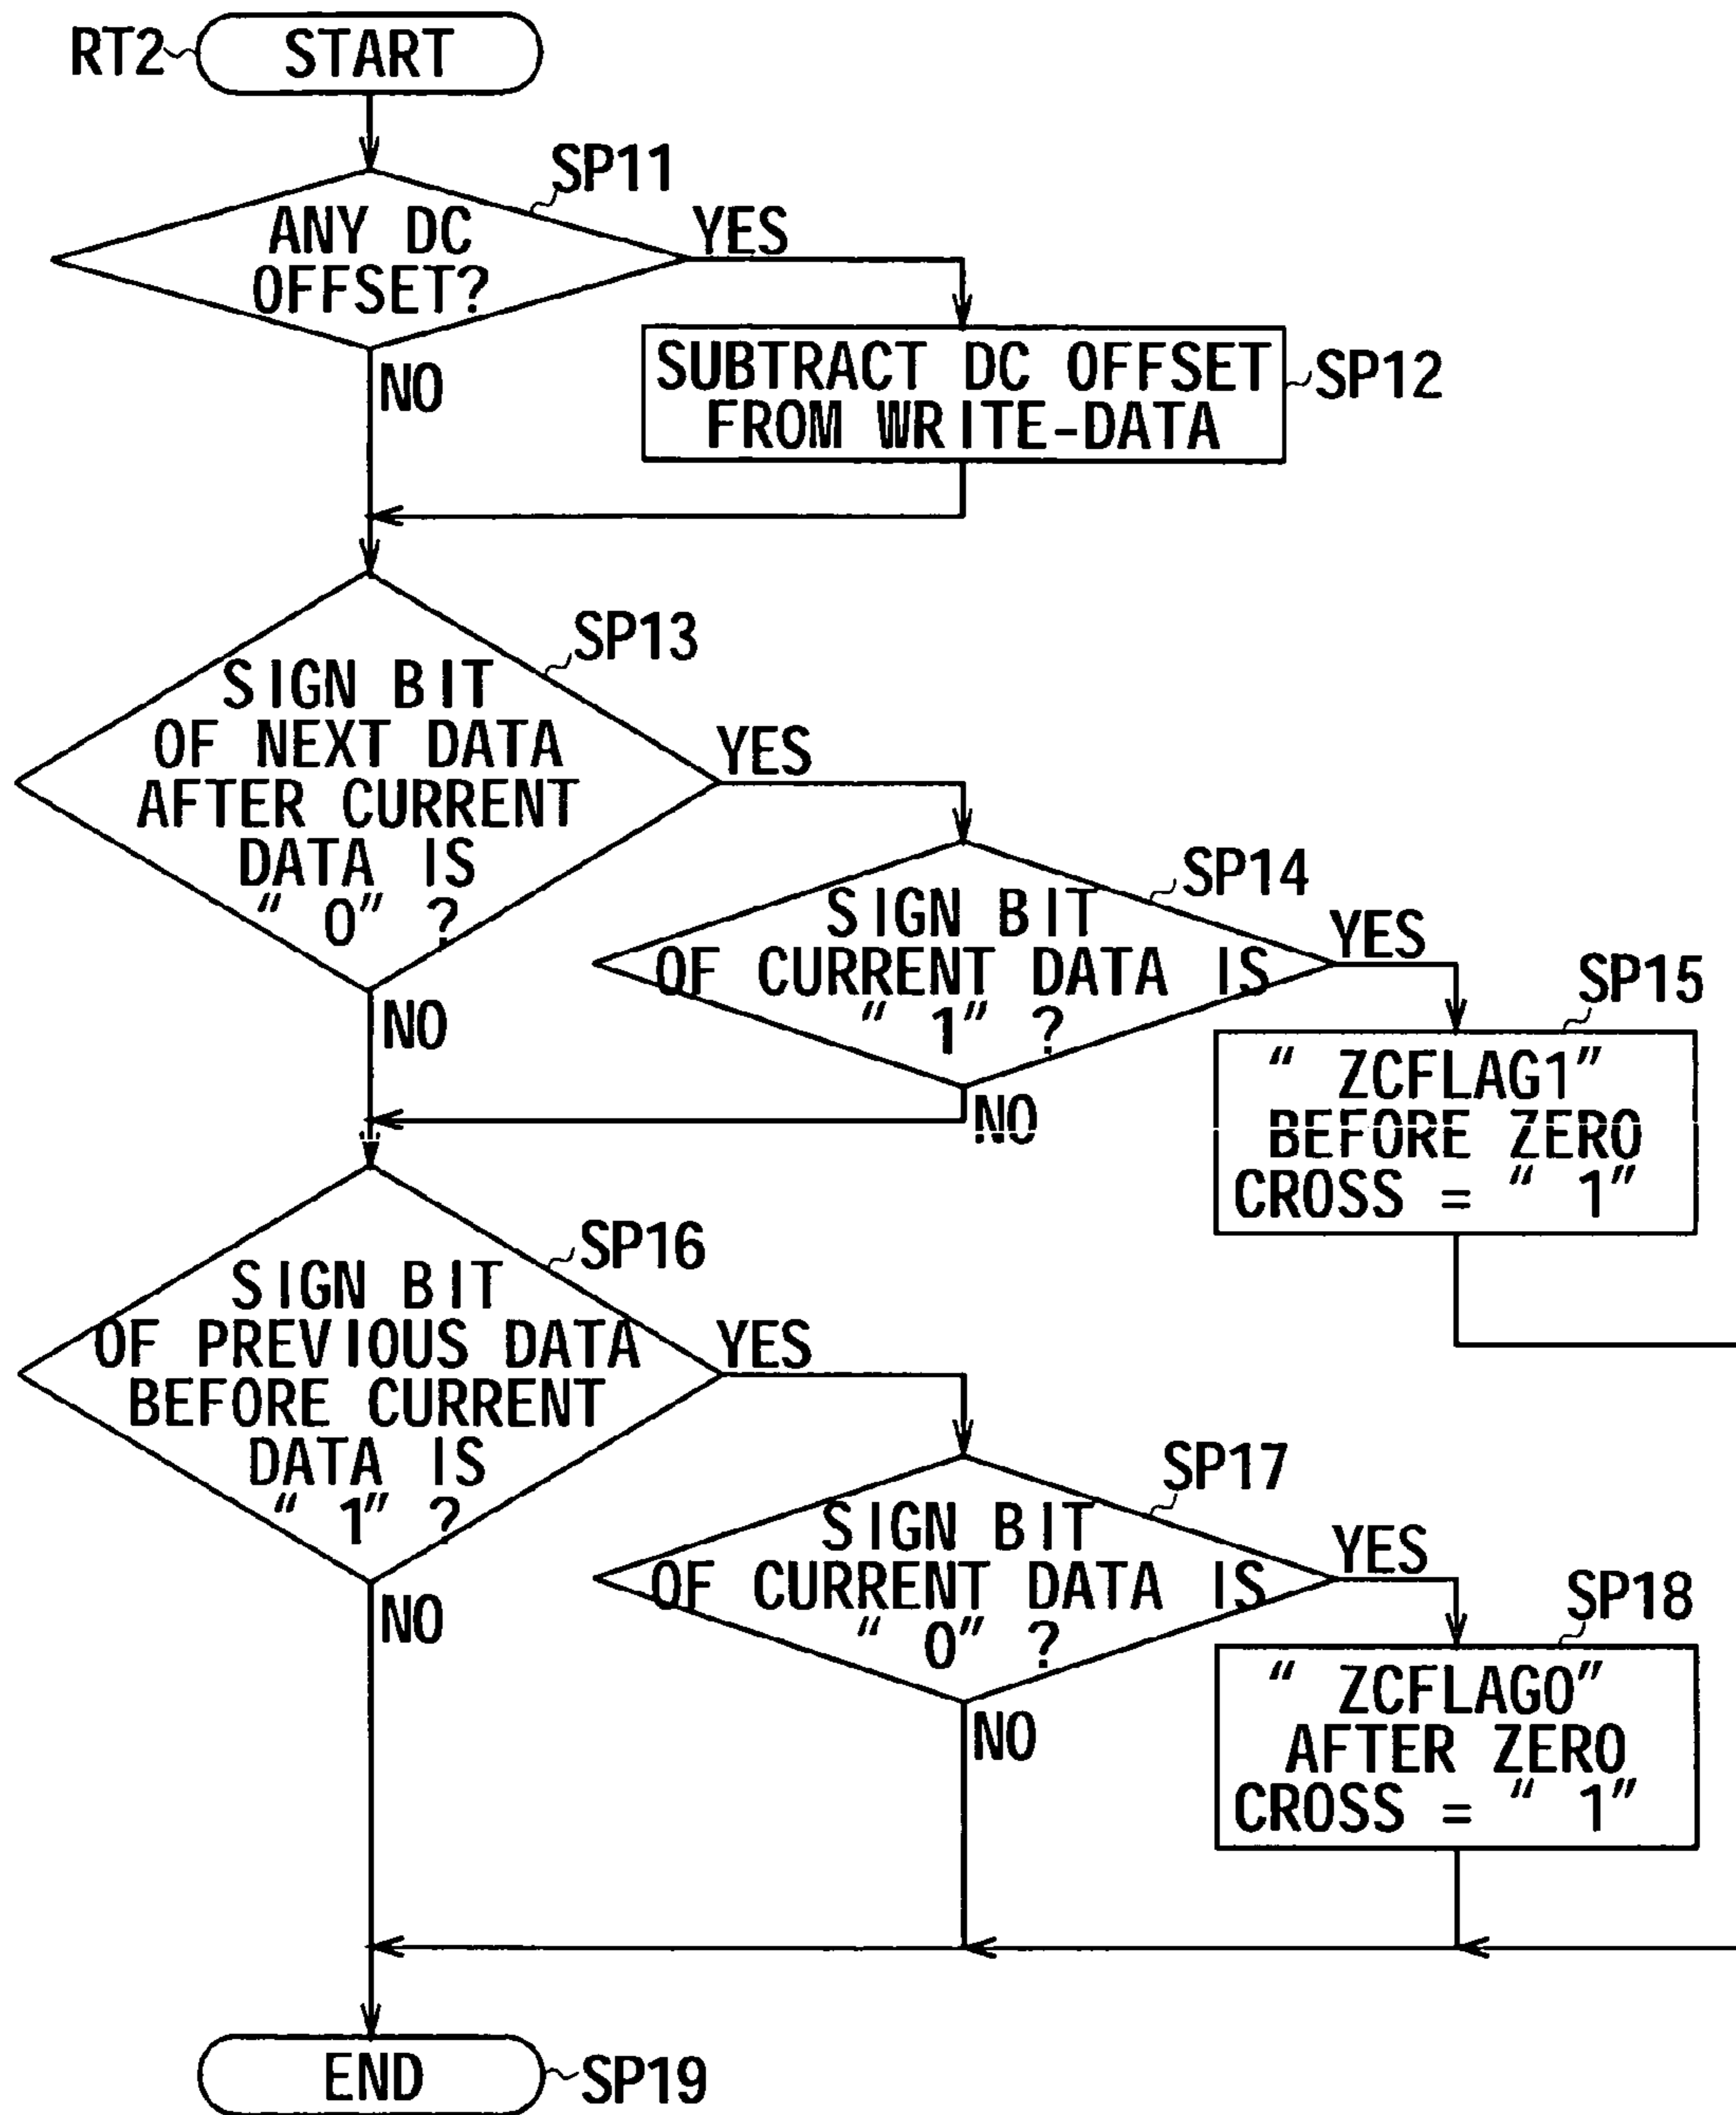 RT2 START
SP11
ANY DC
OFFSET?
YES
NO
SUBTRACT DC OFFSET
FROM WRITE-DATA
SP12
SP13
SIGN BIT
OF NEXT DATA
AFTER CURRENT
DATA IS
“ 0” ?
YES
NO
SP14
SIGN BIT
OF CURRENT DATA IS
“ 1” ?
YES
NO
SP15
“ ZCFLAG1”
BEFORE ZERO
CROSS = “ 1”
SP16
SIGN BIT
OF PREVIOUS DATA
BEFORE CURRENT
DATA IS
“ 1” ?
YES
NO
SP17
SIGN BIT
OF CURRENT DATA IS
“ 0” ?
YES
NO
SP18
“ ZCFLAG0”
AFTER ZERO
CROSS = “ 1”
END SP19